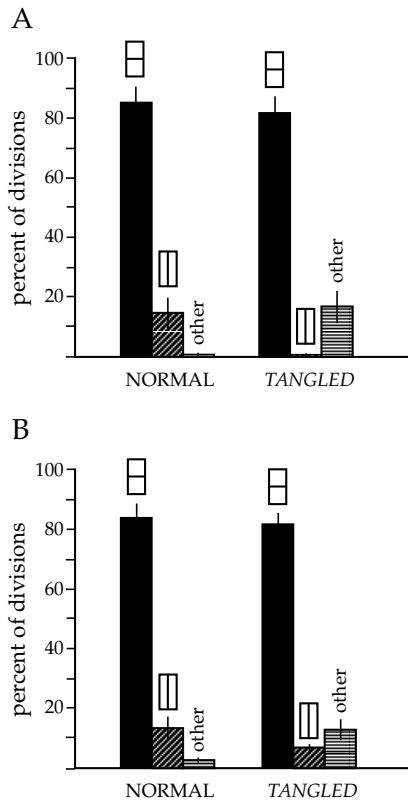 A
percent of divisions
100
80
60
40
20
other
other
NORMAL
TANGLED
B
percent of divisions
100
80
60
40
20
other
other
NORMAL
TANGLED